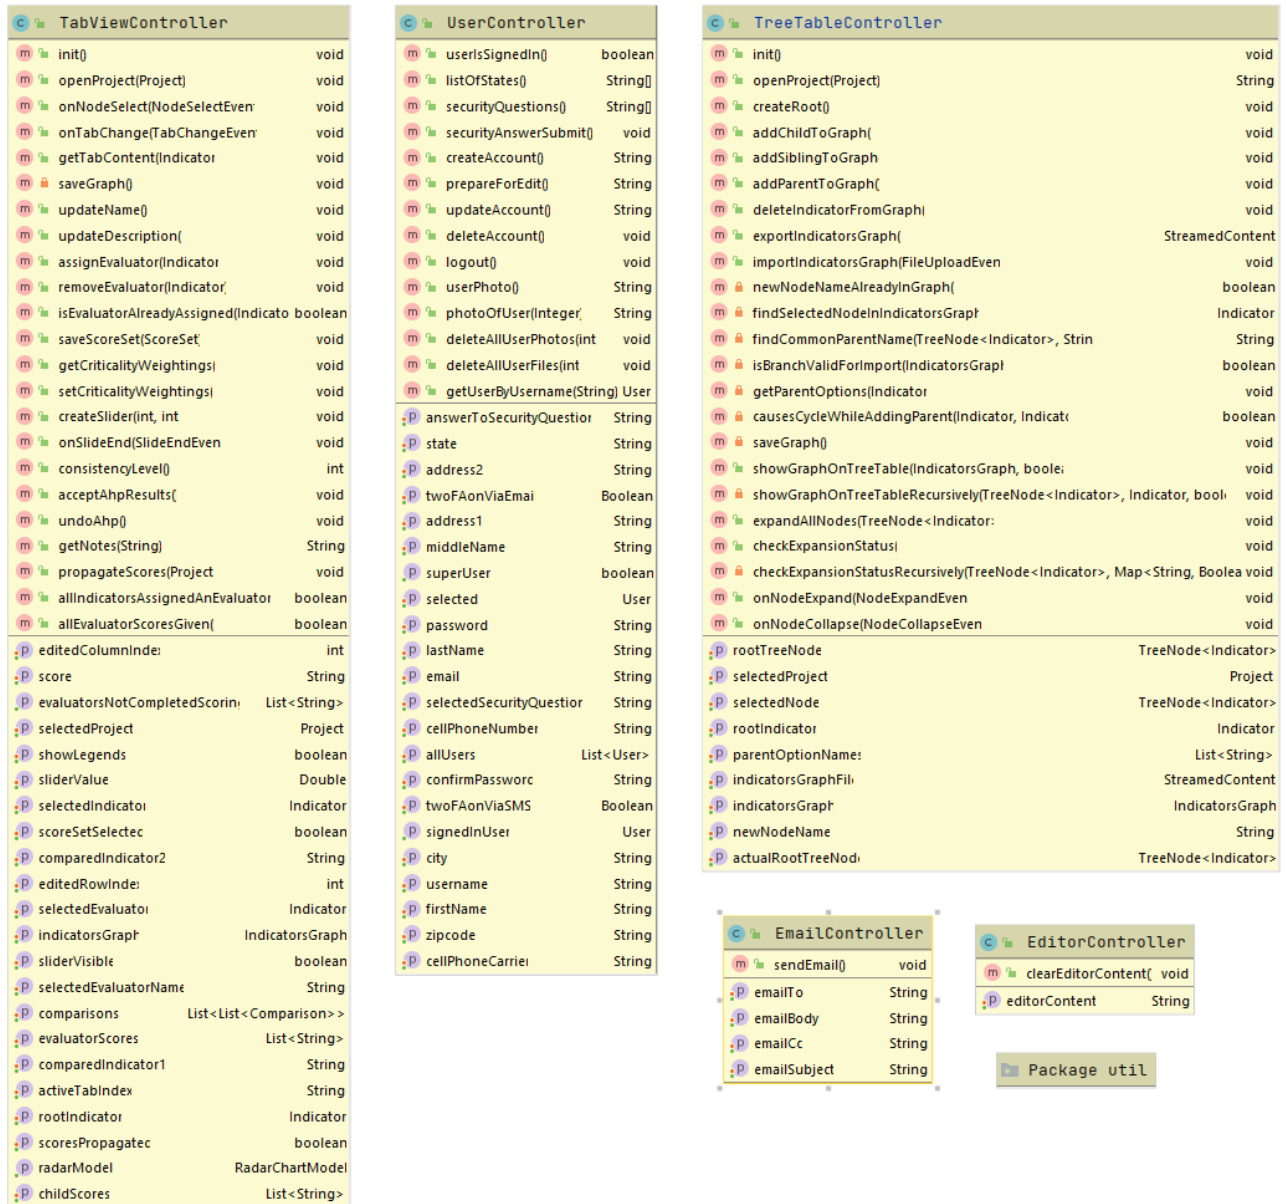 TabViewController
init() void
openProject(Project) void
onNodeSelect(NodeSelectEven void
onTabChange(TabChangeEven void
getTabContent(Indicator void
saveGraph() void
updateName() void
updateDescription( void
assignEvaluator(Indicator void
removeEvaluator(Indicator) void
isEvaluatorAlreadyAssigned(Indicato boolean
saveScoreSet(ScoreSet) void
getCriticalityWeightings( void
setCriticalityWeightings( void
createSlider(int, int void
onSlideEnd(SlideEndEven void
consistencyLevel() int
acceptAhpResults( void
undoAhp() void
getNotes(String) String
propagateScores(Project void
allIndicatorsAssignedAnEvaluator boolean
allEvaluatorScoresGiven( boolean
editedColumnIndex int
score String
evaluatorsNotCompletedScoring List<String>
selectedProject Project
showLegends boolean
sliderValue Double
selectedIndicator Indicator
scoreSetSelected boolean
comparedIndicator2 String
editedRowIndex int
selectedEvaluator Indicator
indicatorsGraph IndicatorsGraph
sliderVisible boolean
selectedEvaluatorName String
comparisons List<List<Comparison>>
evaluatorScores List<String>
comparedIndicator1 String
activeTabIndex String
rootIndicator Indicator
scoresPropagated boolean
radarModel RadarChartModel
childScores List<String>
UserController
userIsSignedIn() boolean
listOfStates() String[]
securityQuestions() String[]
securityAnswerSubmit() void
createAccount() String
prepareForEdit() String
updateAccount() String
deleteAccount() void
logout() void
userPhoto() String
photoOfUser(Integer) String
deleteAllUserPhotos(int void
deleteAllUserFiles(int void
getUserByUsername(String) User
answerToSecurityQuestion String
state String
address2 String
twoFAonViaEmai Boolean
address1 String
middleName String
superUser boolean
selected User
password String
lastName String
email String
selectedSecurityQuestion String
cellPhoneNumber String
allUsers List<User>
confirmPassword String
twoFAonViaSMS Boolean
signedInUser User
city String
username String
firstName String
zipcode String
cellPhoneCarrier String
TreeTableController
init() void
openProject(Project) String
createRoot() void
addChildToGraph( void
addSiblingToGraph void
addParentToGraph( void
deleteIndicatorFromGraph( void
exportIndicatorsGraph( StreamedContent
importIndicatorsGraph(FileUploadEven void
newNodeNameAlreadyInGraph( boolean
findSelectedNodeInIndicatorsGraph Indicator
findCommonParentName(TreeNode<Indicator>, Strin String
isBranchValidForImport(IndicatorsGraph boolean
getParentOptions(Indicator void
causesCycleWhileAddingParent(Indicator, Indicato boolean
saveGraph() void
showGraphOnTreeTable(IndicatorsGraph, boolea void
showGraphOnTreeTableRecursively(TreeNode<Indicator>, Indicator, bool void
expandAllNodes(TreeNode<Indicator void
checkExpansionStatus( void
checkExpansionStatusRecursively(TreeNode<Indicator>, Map<String, Boolea void
onNodeExpand(NodeExpandEven void
onNodeCollapse(NodeCollapseEven void
rootTreeNode TreeNode<Indicator>
selectedProject Project
selectedNode TreeNode<Indicator>
rootIndicator Indicator
parentOptionNames List<String>
indicatorsGraphFile StreamedContent
indicatorsGraph IndicatorsGraph
newNodeName String
actualRootTreeNode TreeNode<Indicator>
EmailController
sendEmail() void
emailTo String
emailBody String
emailCc String
emailSubject String
EditorController
clearEditorContent( void
editorContent String
Package util